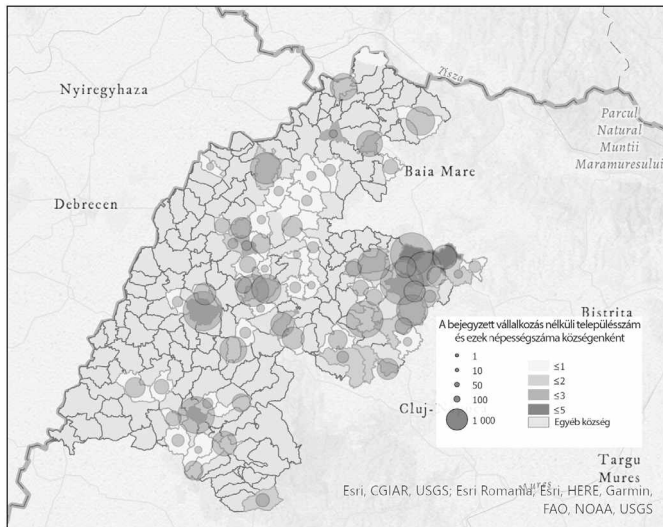 Tisza
Nyiregyhaza
Parcul
Natural
Muntii
Maramuresului
Baia Mare
Debrecen
Bistrita
A bejegyzett vállalkozás nélküli településszám
és ezek népességszáma községenként
1
10
50
100
1 000
≤1
≤2
≤3
≤5
Egyéb község
Cluj-
Targu
Mures
Mures
Esri, CGIAR, USGS; Esri Romania, Esri, HERE, Garmin,
FAO, NOAA, USGS